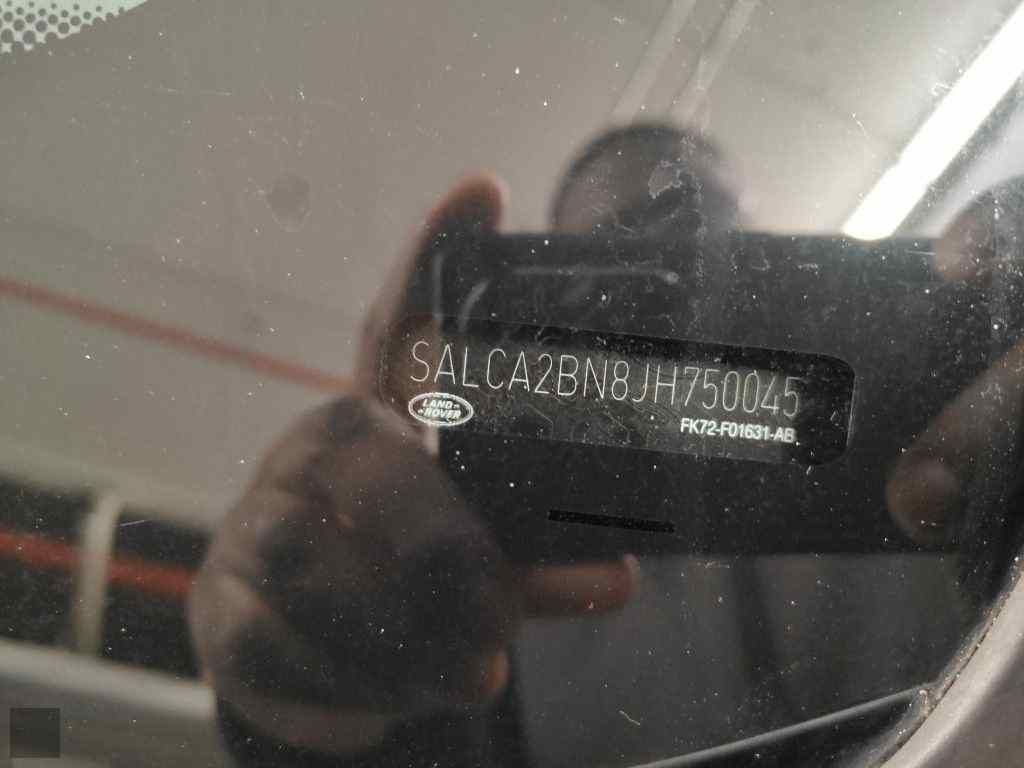 SALCA2BN8JH750045
LAND-
-ROVER
FK72-F01631-AB